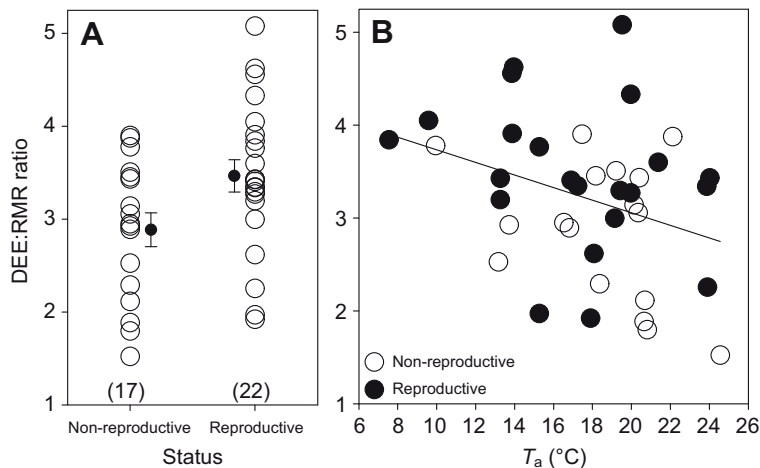 A
B
DEE:RMR ratio
5
4
3
2
1
(17)
(22)
Non-reproductive
Reproductive
Status
5
4
3
2
1
Non-reproductive
Reproductive
6 8 10 12 14 16 18 20 22 24 26
Ta (°C)